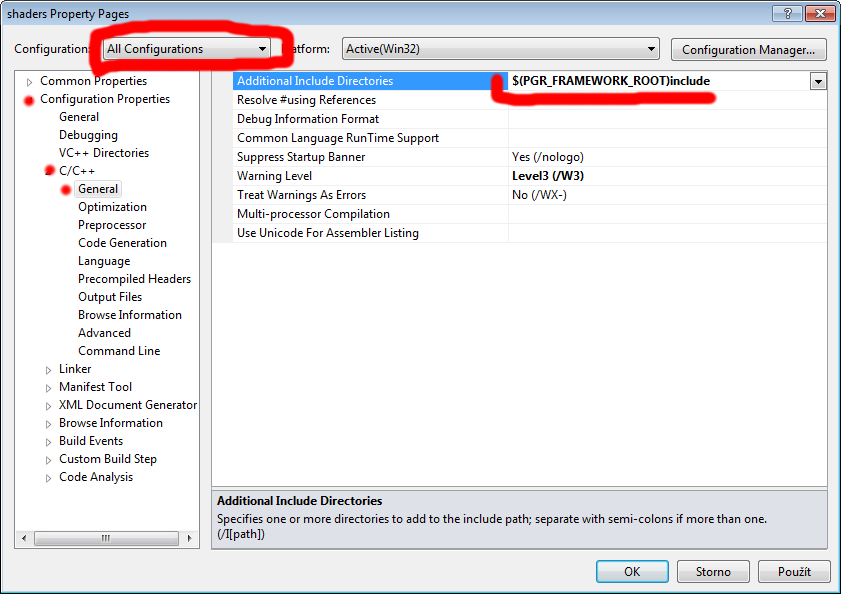 shaders Property Pages
Configuration: All Configurations Platform: Active(Win32) Configuration Manager...
Common Properties
Configuration Properties
General
Debugging
VC++ Directories
C/C++
General
Optimization
Preprocessor
Code Generation
Language
Precompiled Headers
Output Files
Browse Information
Advanced
Command Line
Linker
Manifest Tool
XML Document Generator
Browse Information
Build Events
Custom Build Step
Code Analysis
Additional Include Directories $(PGR_FRAMEWORK_ROOT)include
Resolve #using References
Debug Information Format
Common Language RunTime Support
Suppress Startup Banner Yes (/nologo)
Warning Level Level3 (/W3)
Treat Warnings As Errors No (/WX-)
Multi-processor Compilation
Use Unicode For Assembler Listing
Additional Include Directories
Specifies one or more directories to add to the include path; separate with semi-colons if more than one.
(/I[path])
OK Storno Použít